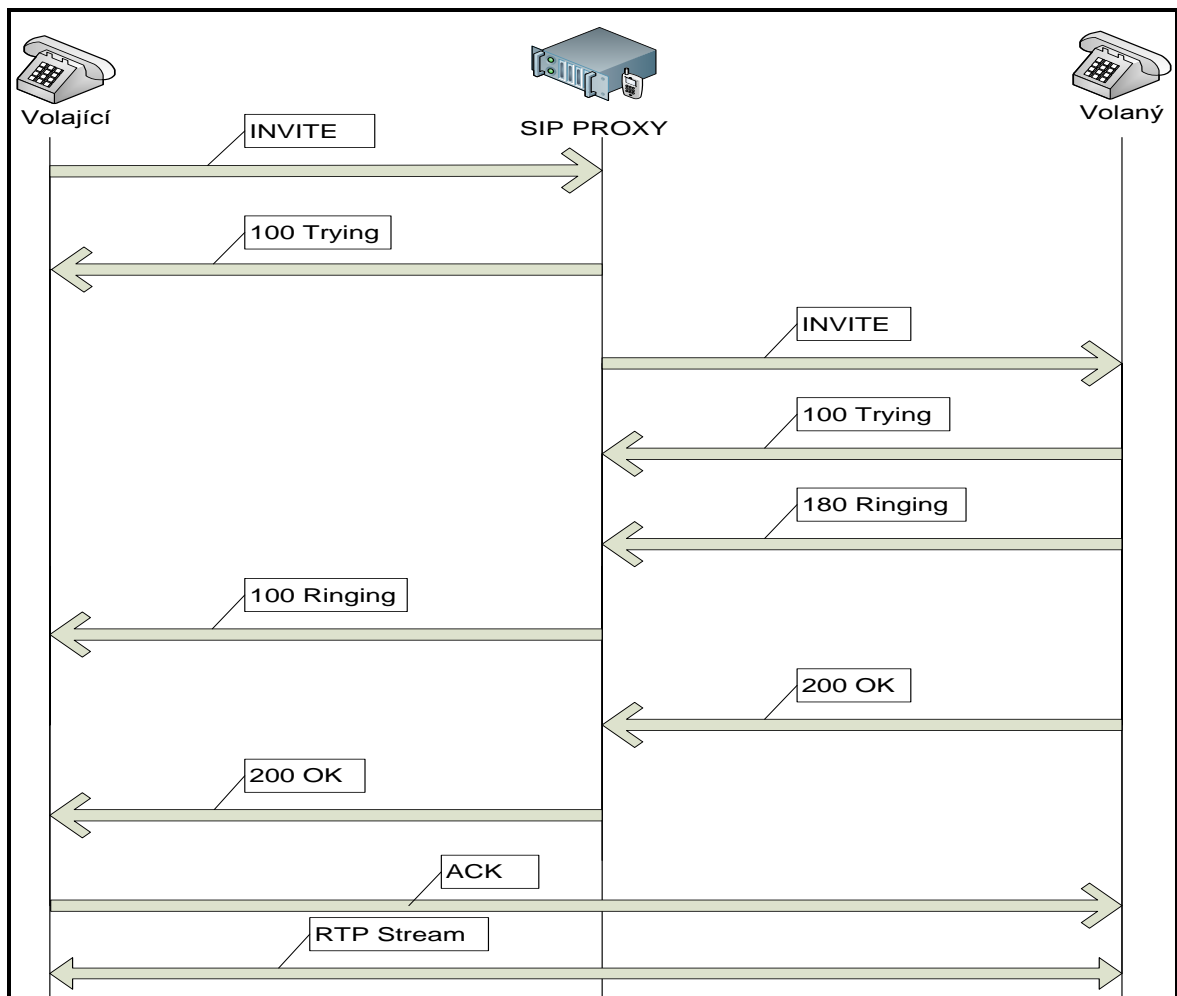 Volající
SIP PROXY
Volaný
INVITE
100 Trying
INVITE
100 Trying
180 Ringing
100 Ringing
200 OK
200 OK
ACK
RTP Stream